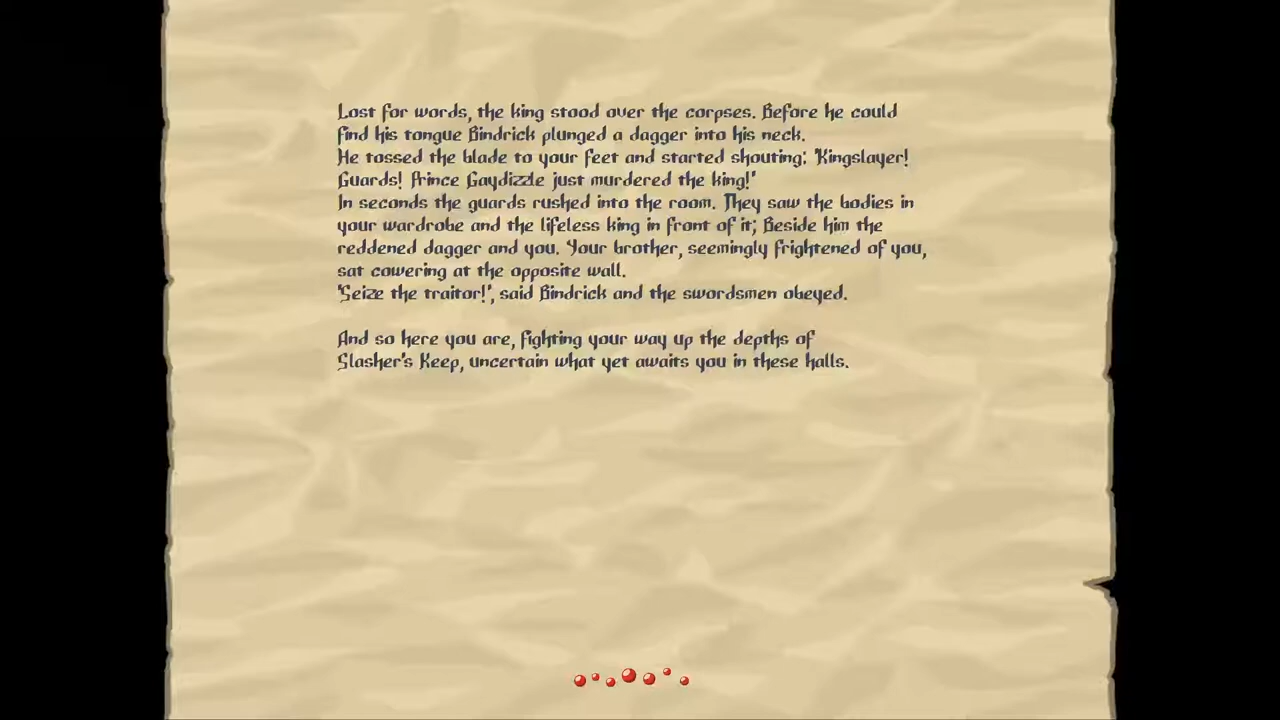 Lost for words, the king stood over the corpses. Before he could
find his tongue Bindrick plunged a dagger into his neck.
He tossed the blade to your feet and started shouting: 'Kingslayer!
Guards! Prince Gaydizzle just murdered the king!'
In seconds the guards rushed into the room. They saw the bodies in
your wardrobe and the lifeless king in front of it; Beside him the
reddened dagger and you. Your brother, seemingly frightened of you,
sat cowering at the opposite wall.
'Seize the traitor!', said Bindrick and the swordsmen obeyed.
And so here you are, fighting your way up the depths of
Slasher's Keep, uncertain what yet awaits you in these halls.